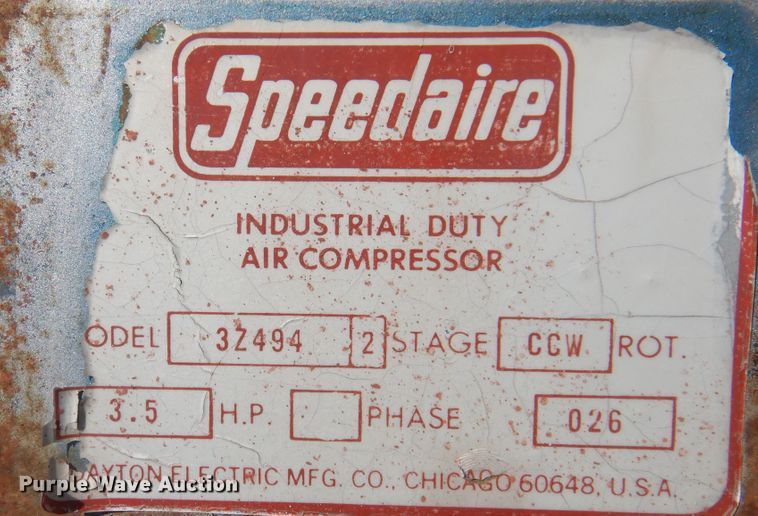 Speedaire
INDUSTRIAL DUTY
AIR COMPRESSOR
ODEL 3Z494 2 STAGE CCW ROT.
3.5 H.P PHASE 026
AYTON ELECTRIC MFG. CO., CHICAGO 60648, U.S.A.
Purple Wave Auction